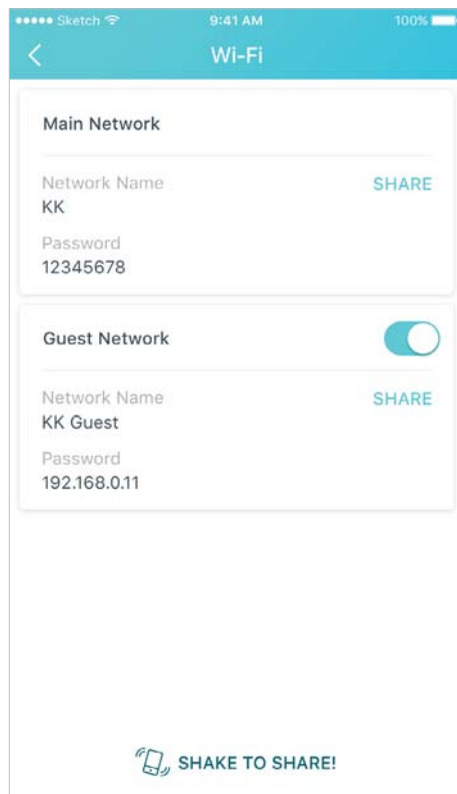 Sketch 9:41 AM 100%
Wi-Fi
Main Network
Network Name SHARE
KK
Password
12345678
Guest Network
Network Name SHARE
KK Guest
Password
192.168.0.11
SHAKE TO SHARE!